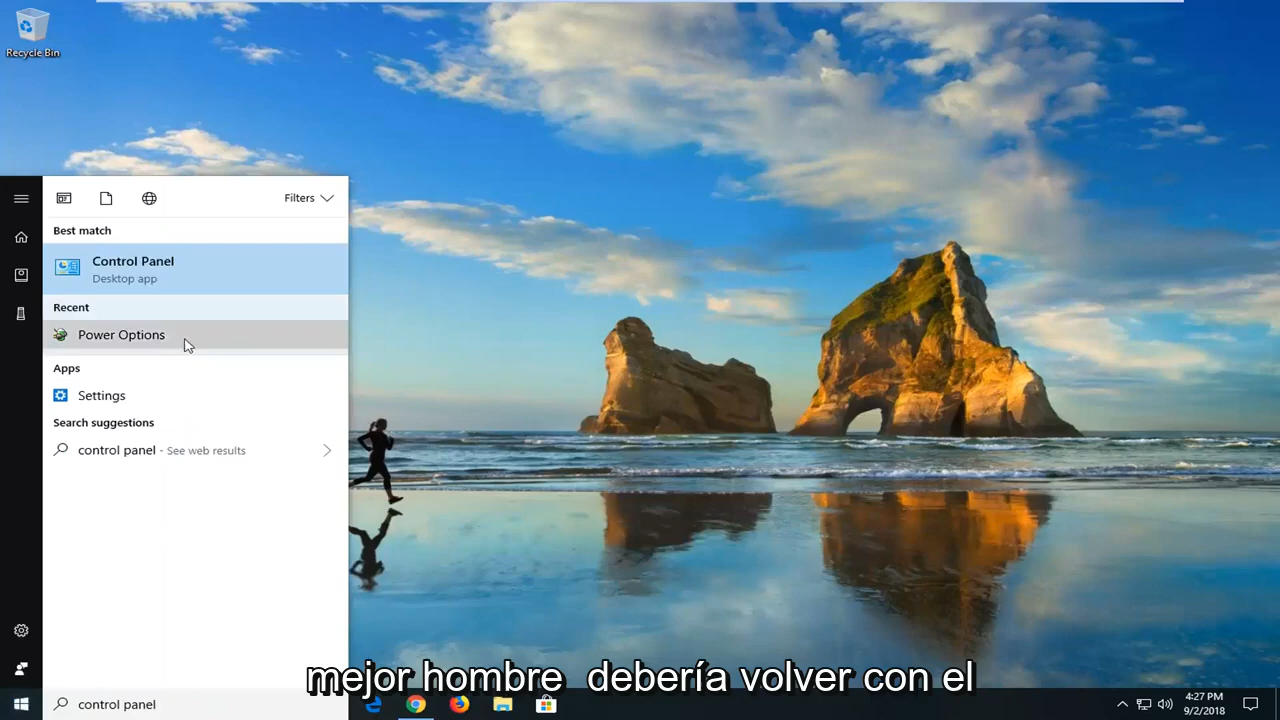 Recycle Bin
Filters
Best match
Control Panel
Desktop app
Recent
Power Options
Apps
Settings
Search suggestions
control panel - See web results
mejor hombre  debería volver con el
control panel
4:27 PM
9/2/2018